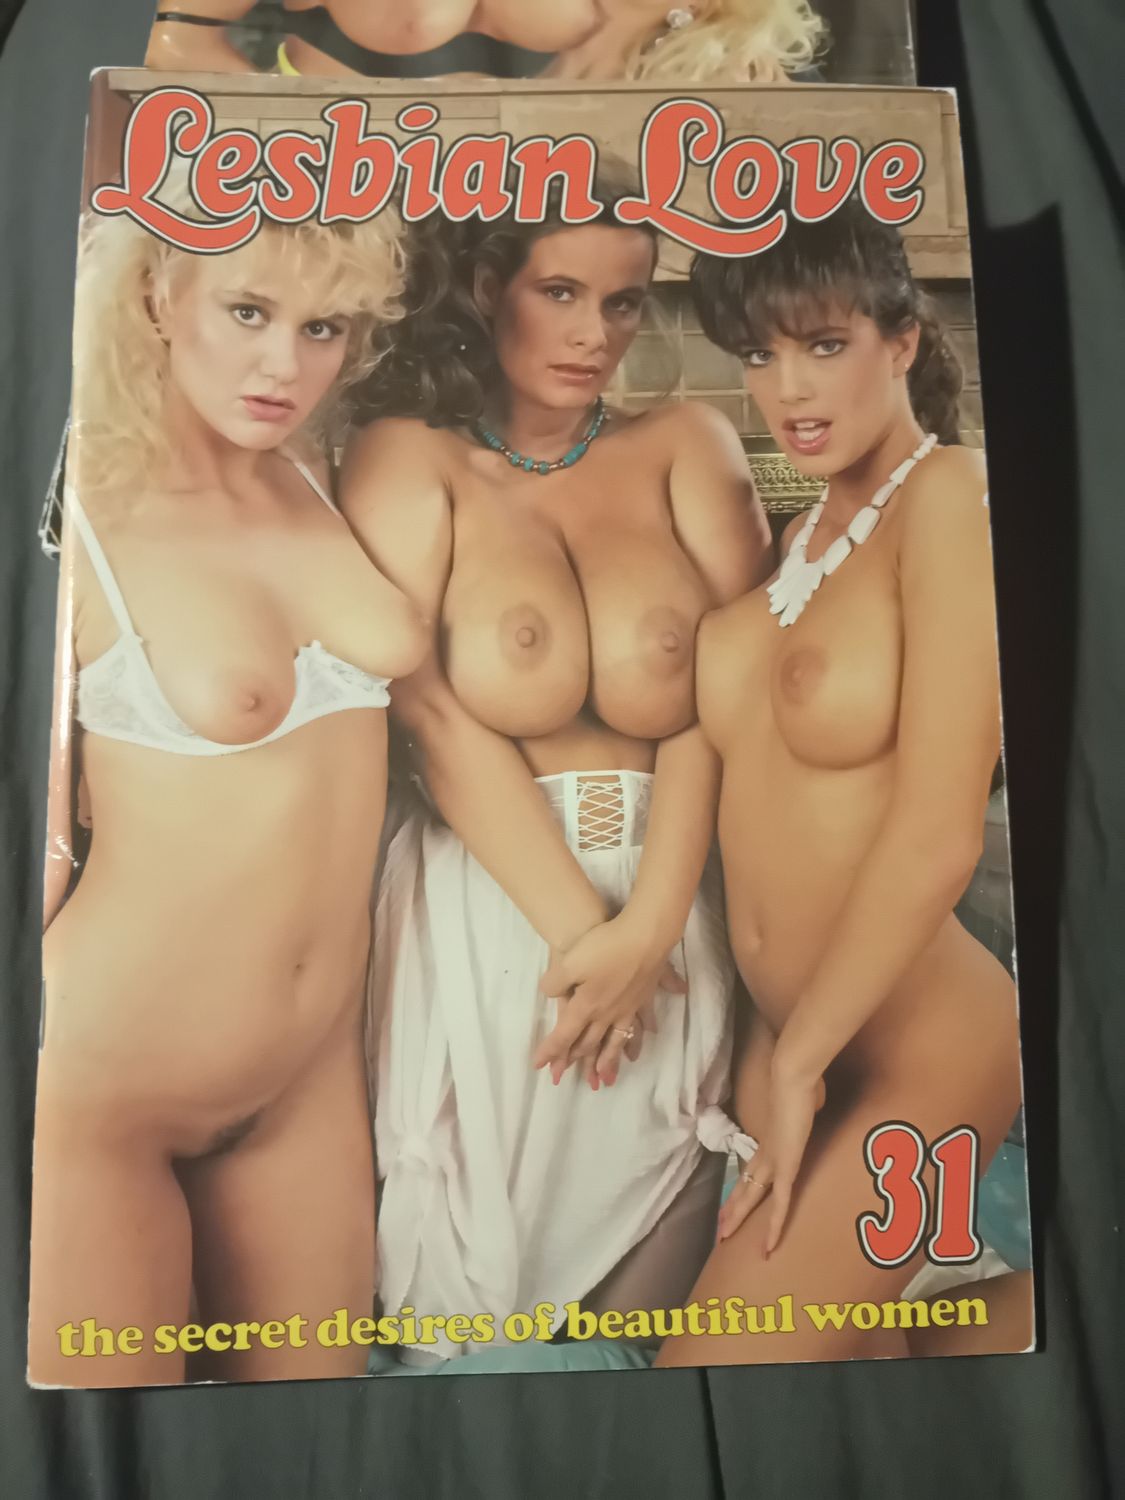 Lesbian Love
31
the secret desires of beautiful women